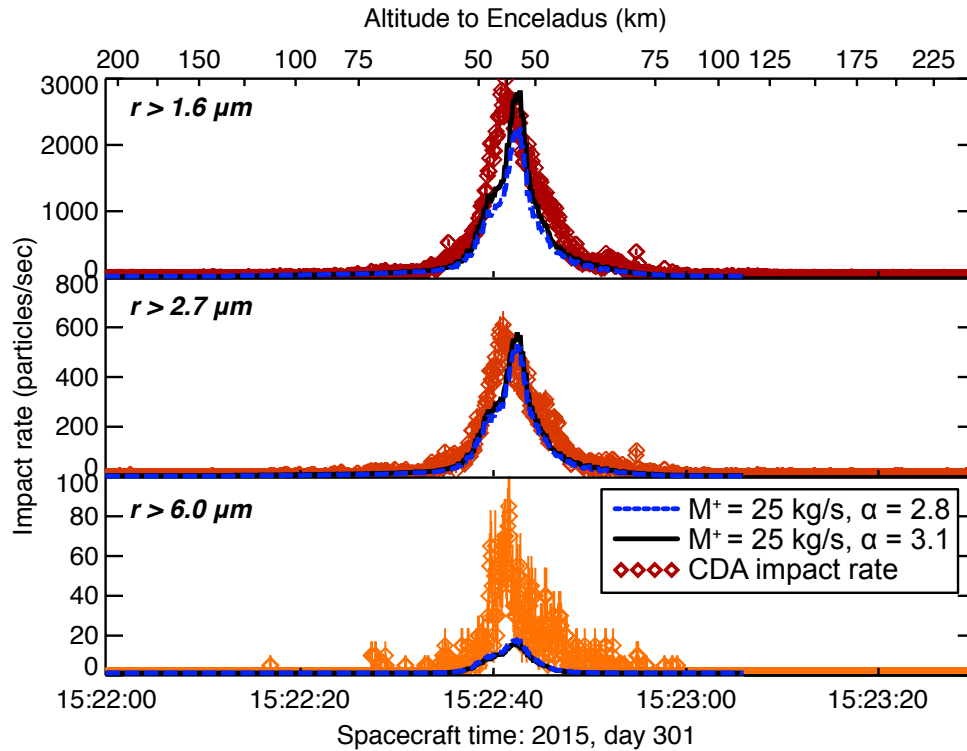 Altitude to Enceladus (km)
200 150 100 75 50 50 75 100 125 175 225
r > 1.6 µm
3000
2000
1000
0
r > 2.7 µm
800
600
400
200
0
r > 6.0 µm
100
80
60
40
20
0
Impact rate (particles/sec)
M⁺ = 25 kg/s, α = 2.8
M⁺ = 25 kg/s, α = 3.1
CDA impact rate
15:22:00 15:22:20 15:22:40 15:23:00 15:23:20
Spacecraft time: 2015, day 301